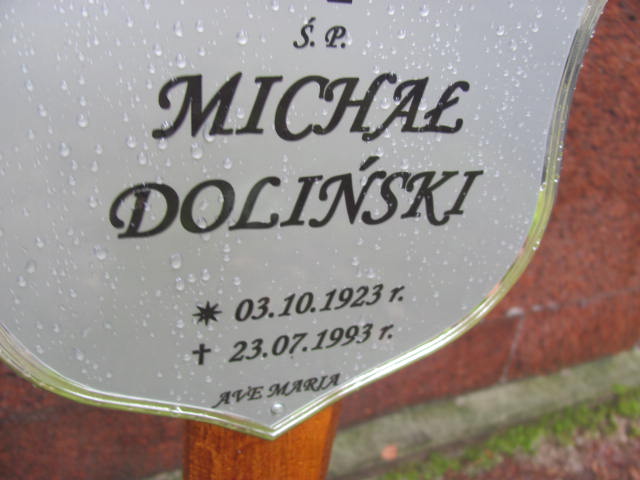 Ś. P.
MICHAŁ
DOLIŃSKI
✷ 03.10.1923 r.
✝ 23.07.1993 r.
AVE MARIA